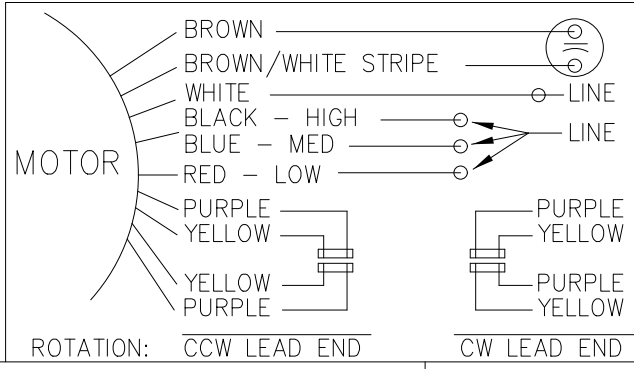 BROWN
BROWN/WHITE STRIPE
WHITE LINE
BLACK - HIGH
BLUE - MED LINE
MOTOR
RED - LOW
PURPLE PURPLE
YELLOW YELLOW
YELLOW PURPLE
PURPLE YELLOW
ROTATION: CCW LEAD END CW LEAD END